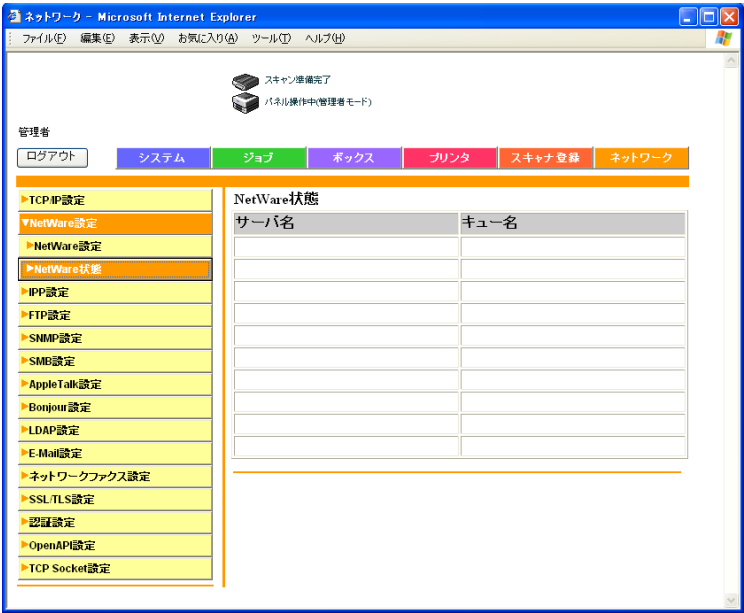 ネットワーク - Microsoft Internet Explorer
ファイル(F) 編集(E) 表示(V) お気に入り(A) ツール(T) ヘルプ(H)
スキャン準備完了
パネル操作中(管理者モード)
管理者
ログアウト システム ジョブ ボックス プリンタ スキャナ登録 ネットワーク
TCP/IP設定
NetWare設定
NetWare設定
NetWare状態
IPP設定
FTP設定
SNMP設定
SMB設定
AppleTalk設定
Bonjour設定
LDAP設定
E-Mail設定
ネットワークファクス設定
SSL/TLS設定
認証設定
OpenAPI設定
TCP Socket設定
NetWare状態
サーバ名 キュー名